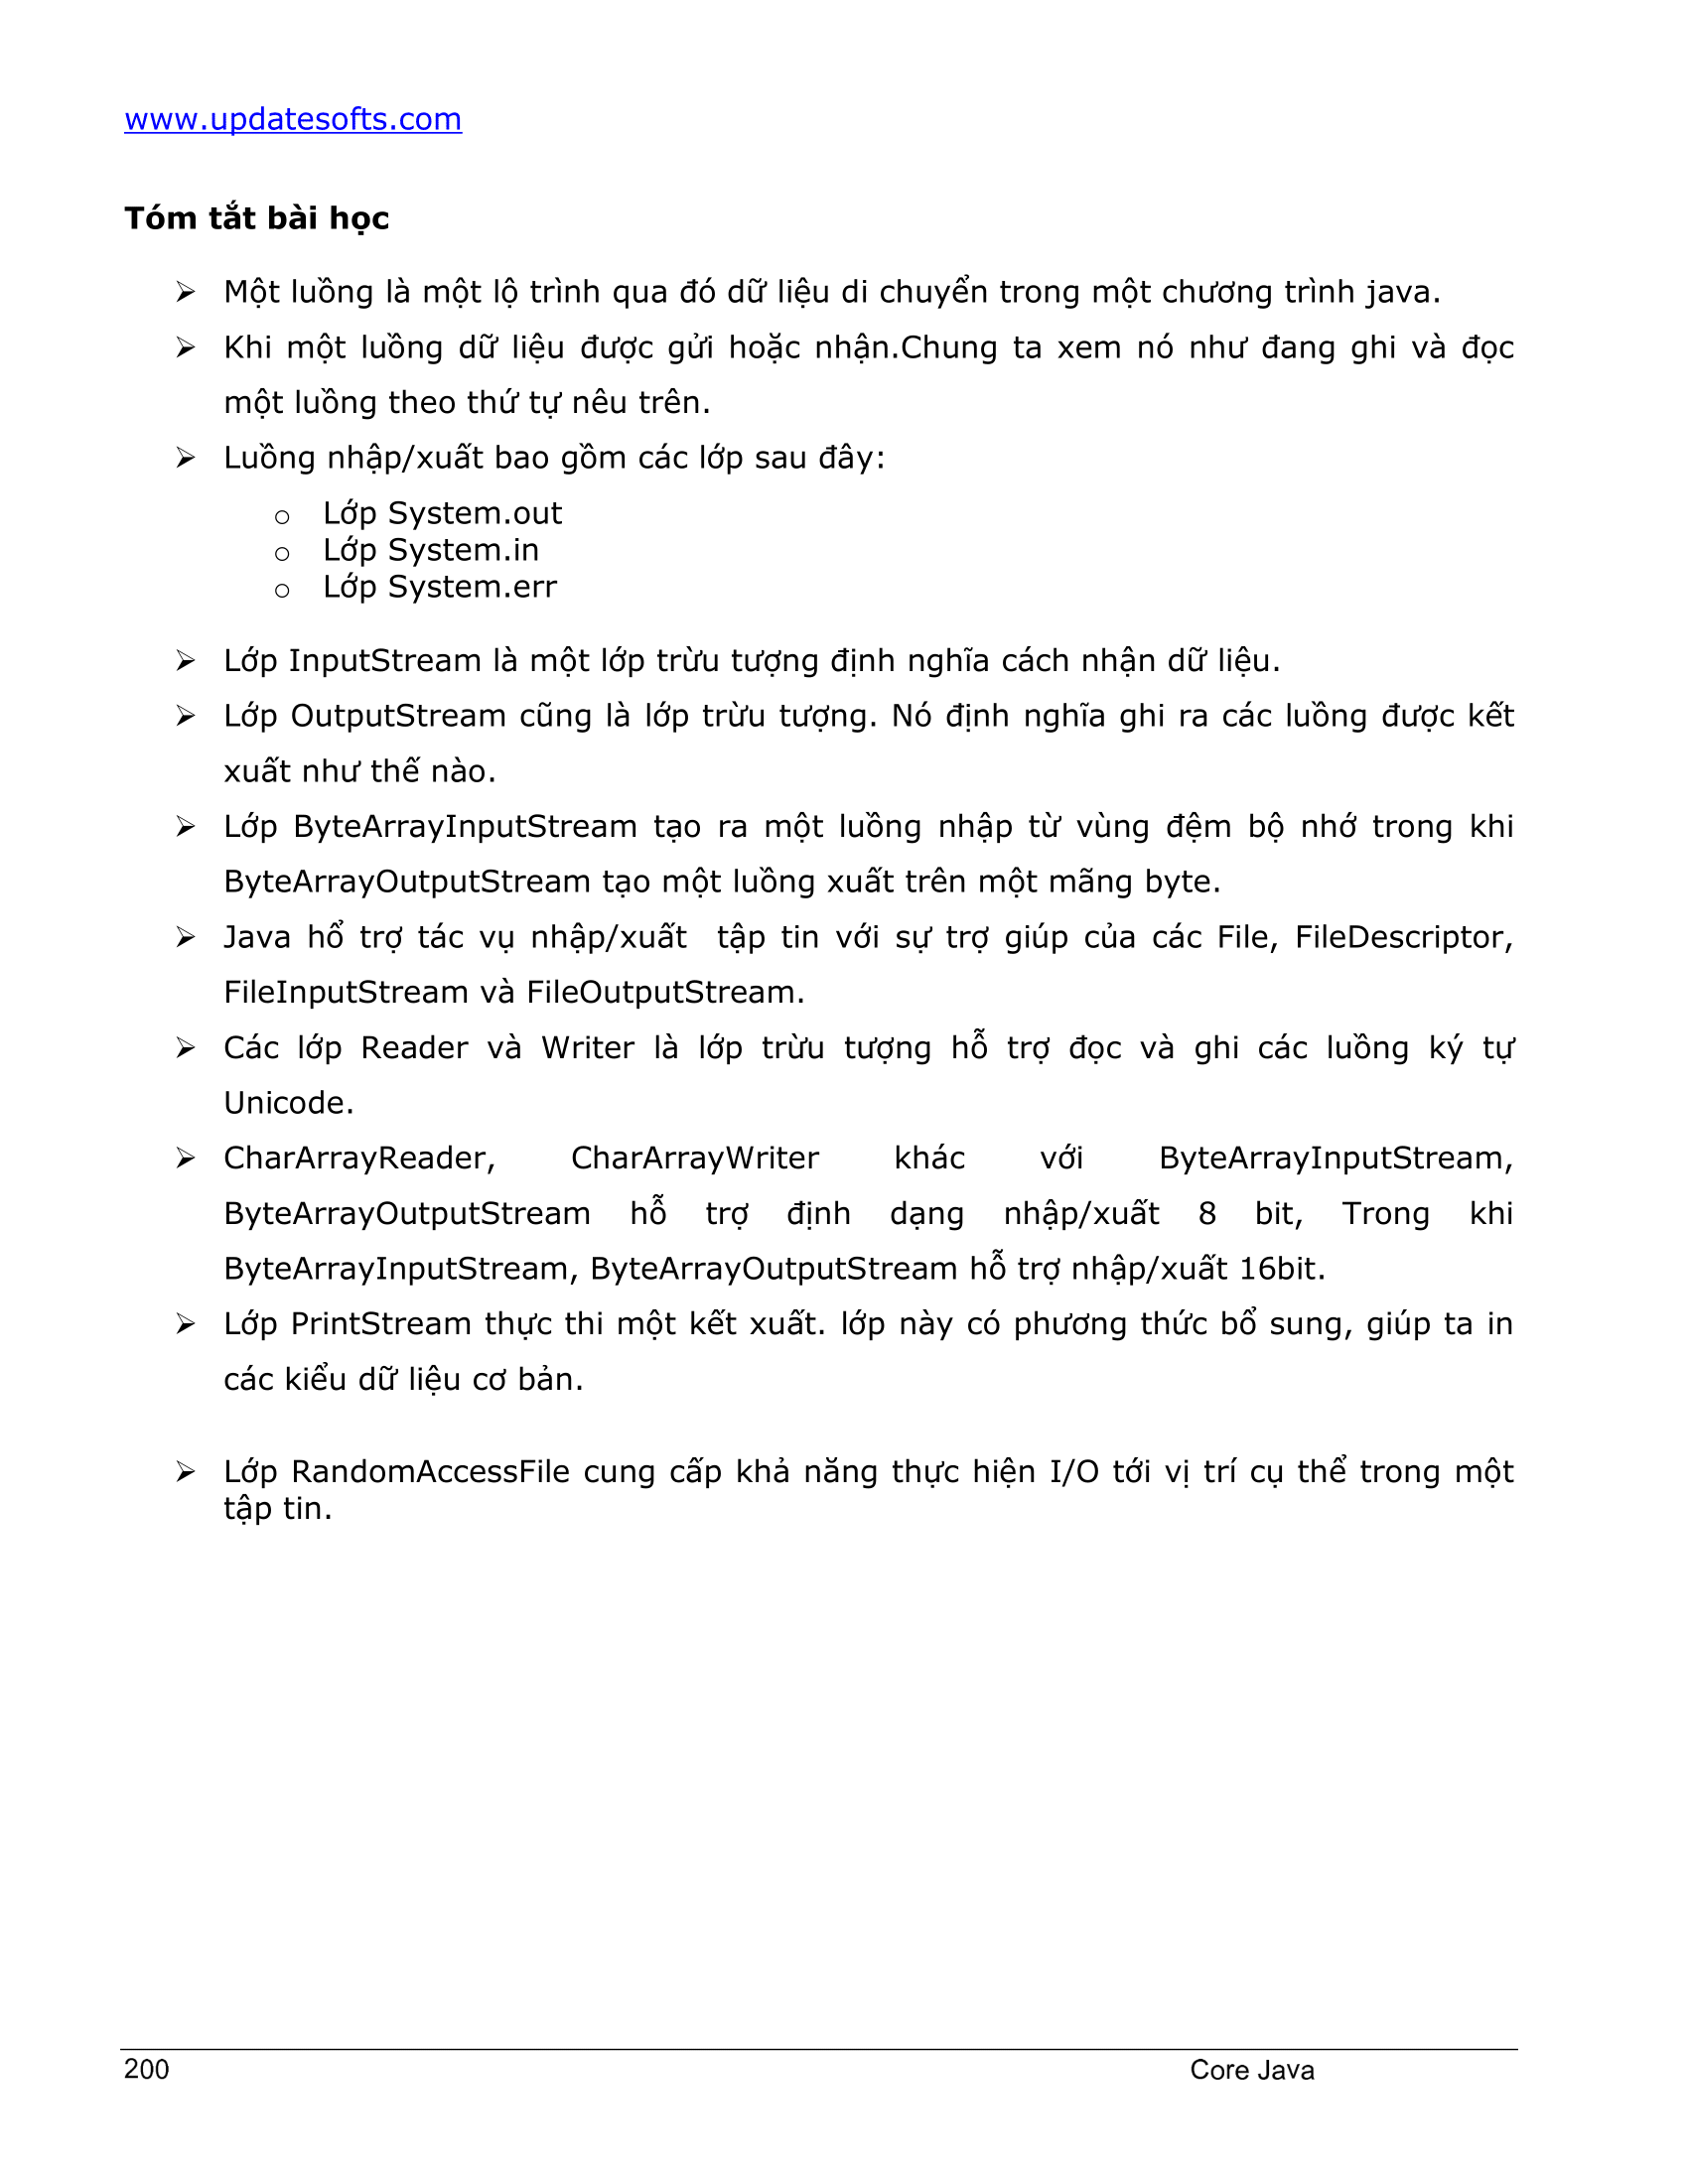 www.updatesofts.com
Tóm tắt bài học
➢ Một luồng là một lộ trình qua đó dữ liệu di chuyển trong một chương trình java.
➢ Khi một luồng dữ liệu được gửi hoặc nhận.Chung ta xem nó như đang ghi và đọc
một luồng theo thứ tự nêu trên.
➢ Luồng nhập/xuất bao gồm các lớp sau đây:
o Lớp System.out
o Lớp System.in
o Lớp System.err
➢ Lớp InputStream là một lớp trừu tượng định nghĩa cách nhận dữ liệu.
➢ Lớp OutputStream cũng là lớp trừu tượng. Nó định nghĩa ghi ra các luồng được kết
xuất như thế nào.
➢ Lớp ByteArrayInputStream tạo ra một luồng nhập từ vùng đệm bộ nhớ trong khi
ByteArrayOutputStream tạo một luồng xuất trên một mãng byte.
➢ Java hổ trợ tác vụ nhập/xuất tập tin với sự trợ giúp của các File, FileDescriptor,
FileInputStream và FileOutputStream.
➢ Các lớp Reader và Writer là lớp trừu tượng hỗ trợ đọc và ghi các luồng ký tự
Unicode.
➢ CharArrayReader, CharArrayWriter khác với ByteArrayInputStream,
ByteArrayOutputStream hỗ trợ định dạng nhập/xuất 8 bit, Trong khi
ByteArrayInputStream, ByteArrayOutputStream hỗ trợ nhập/xuất 16bit.
➢ Lớp PrintStream thực thi một kết xuất. lớp này có phương thức bổ sung, giúp ta in
các kiểu dữ liệu cơ bản.
➢ Lớp RandomAccessFile cung cấp khả năng thực hiện I/O tới vị trí cụ thể trong một
tập tin.
200 Core Java